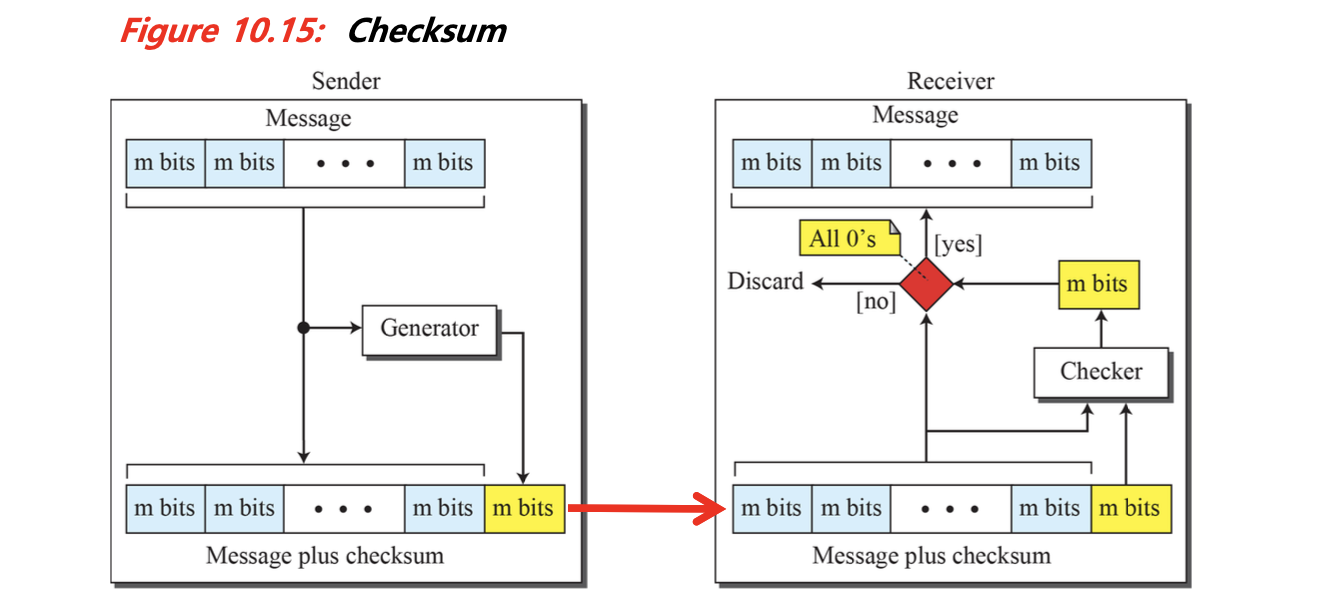 Figure 10.15: Checksum
Sender
Message
m bits m bits • • • m bits
Generator
m bits m bits • • • m bits m bits
Message plus checksum
Receiver
Message
m bits m bits • • • m bits
All 0’s
[yes]
Discard
[no]
m bits
Checker
m bits m bits • • • m bits m bits
Message plus checksum